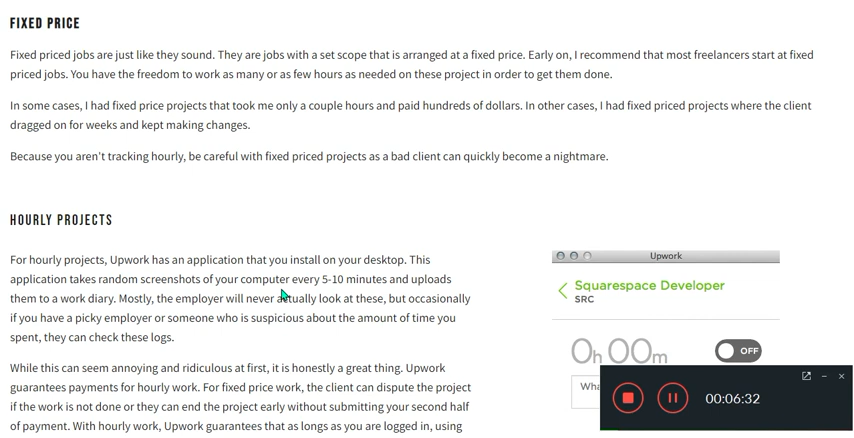 FIXED PRICE
Fixed priced jobs are just like they sound. They are jobs with a set scope that is arranged at a fixed price. Early on, I recommend that most freelancers start at fixed
priced jobs. You have the freedom to work as many or as few hours as needed on these project in order to get them done.
In some cases, I had fixed price projects that took me only a couple hours and paid hundreds of dollars. In other cases, I had fixed priced projects where the client
dragged on for weeks and kept making changes.
Because you aren't tracking hourly, be careful with fixed priced projects as a bad client can quickly become a nightmare.
HOURLY PROJECTS
For hourly projects, Upwork has an application that you install on your desktop. This
application takes random screenshots of your computer every 5-10 minutes and uploads
them to a work diary. Mostly, the employer will never actually look at these, but occasionally
if you have a picky employer or someone who is suspicious about the amount of time you
spent, they can check these logs.
While this can seem annoying and ridiculous at first, it is honestly a great thing. Upwork
guarantees payments for hourly work. For fixed price work, the client can dispute the project
if the work is not done or they can end the project early without submitting your second half
of payment. With hourly work, Upwork guarantees that as longs as you are logged in, using
Upwork
Squarespace Developer
SRC
0h 00m
OFF
00:06:32